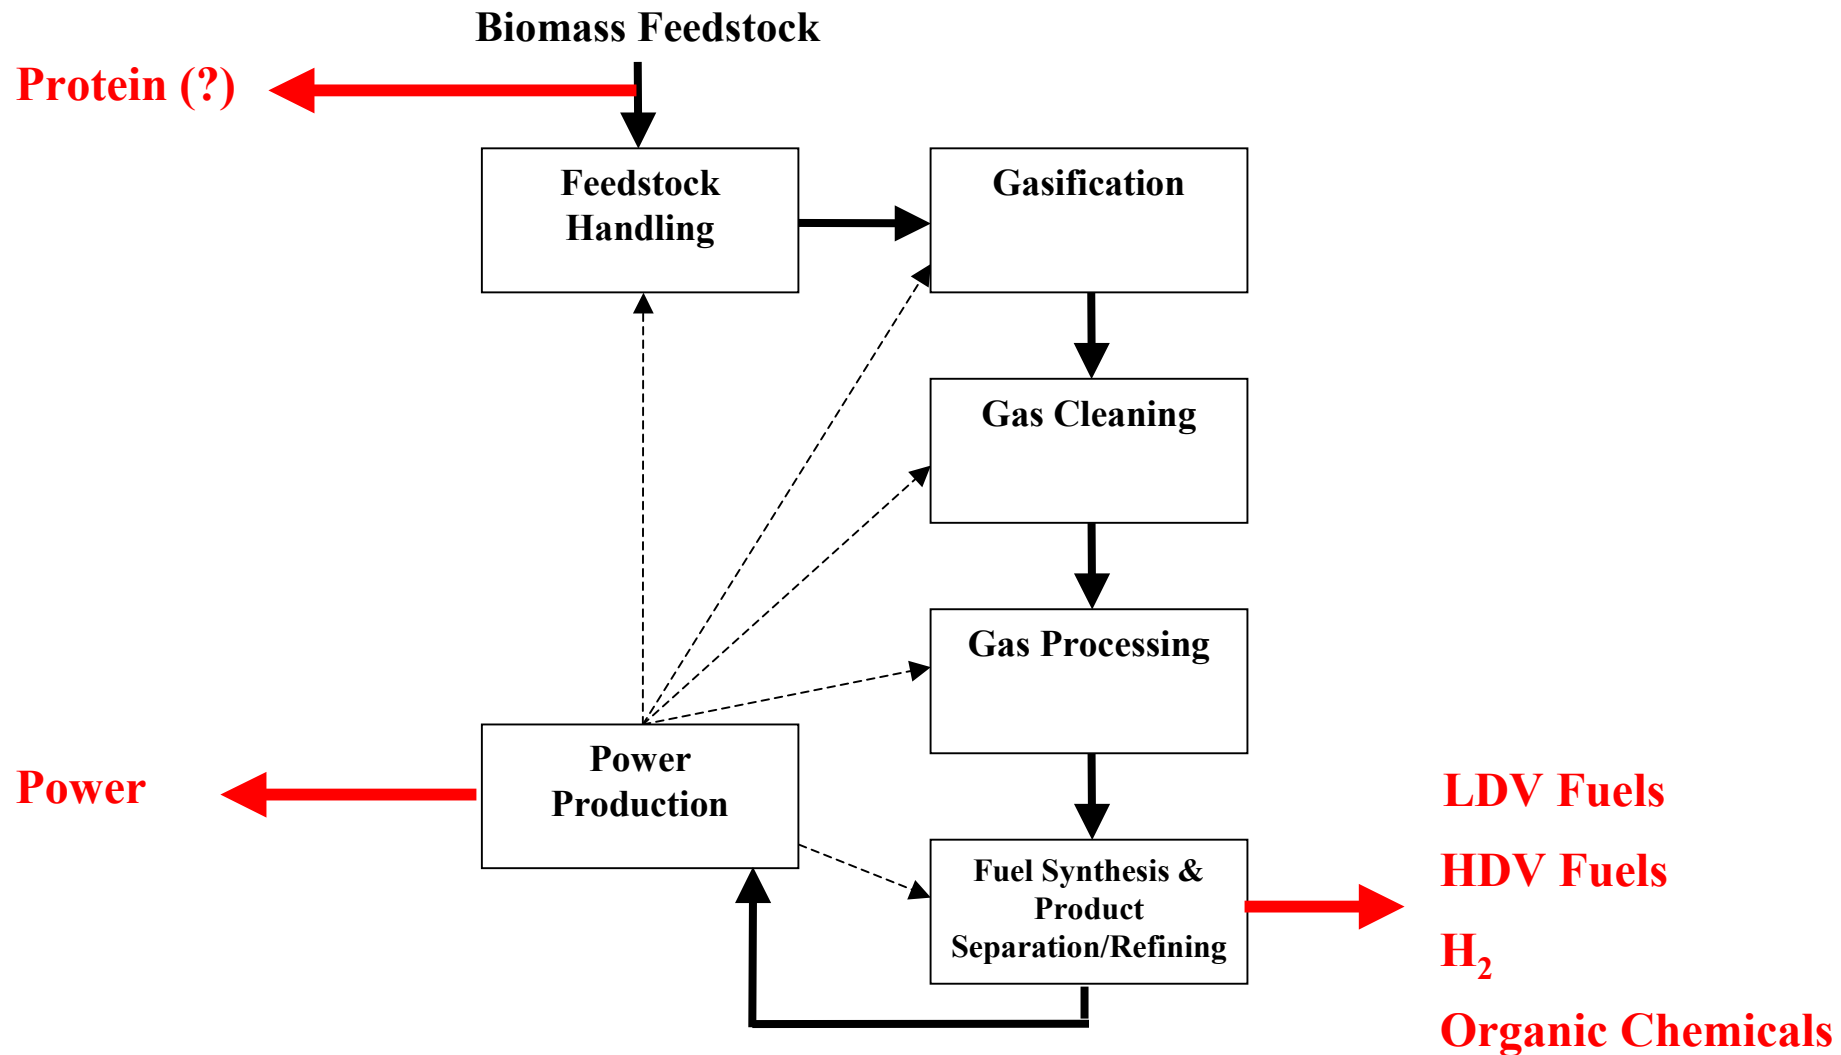 Biomass Feedstock
Protein (?)
Feedstock
Handling
Gasification
Gas Cleaning
Gas Processing
Power
Production
Power
Fuel Synthesis &
Product
Separation/Refining
LDV Fuels
HDV Fuels
H₂
Organic Chemicals